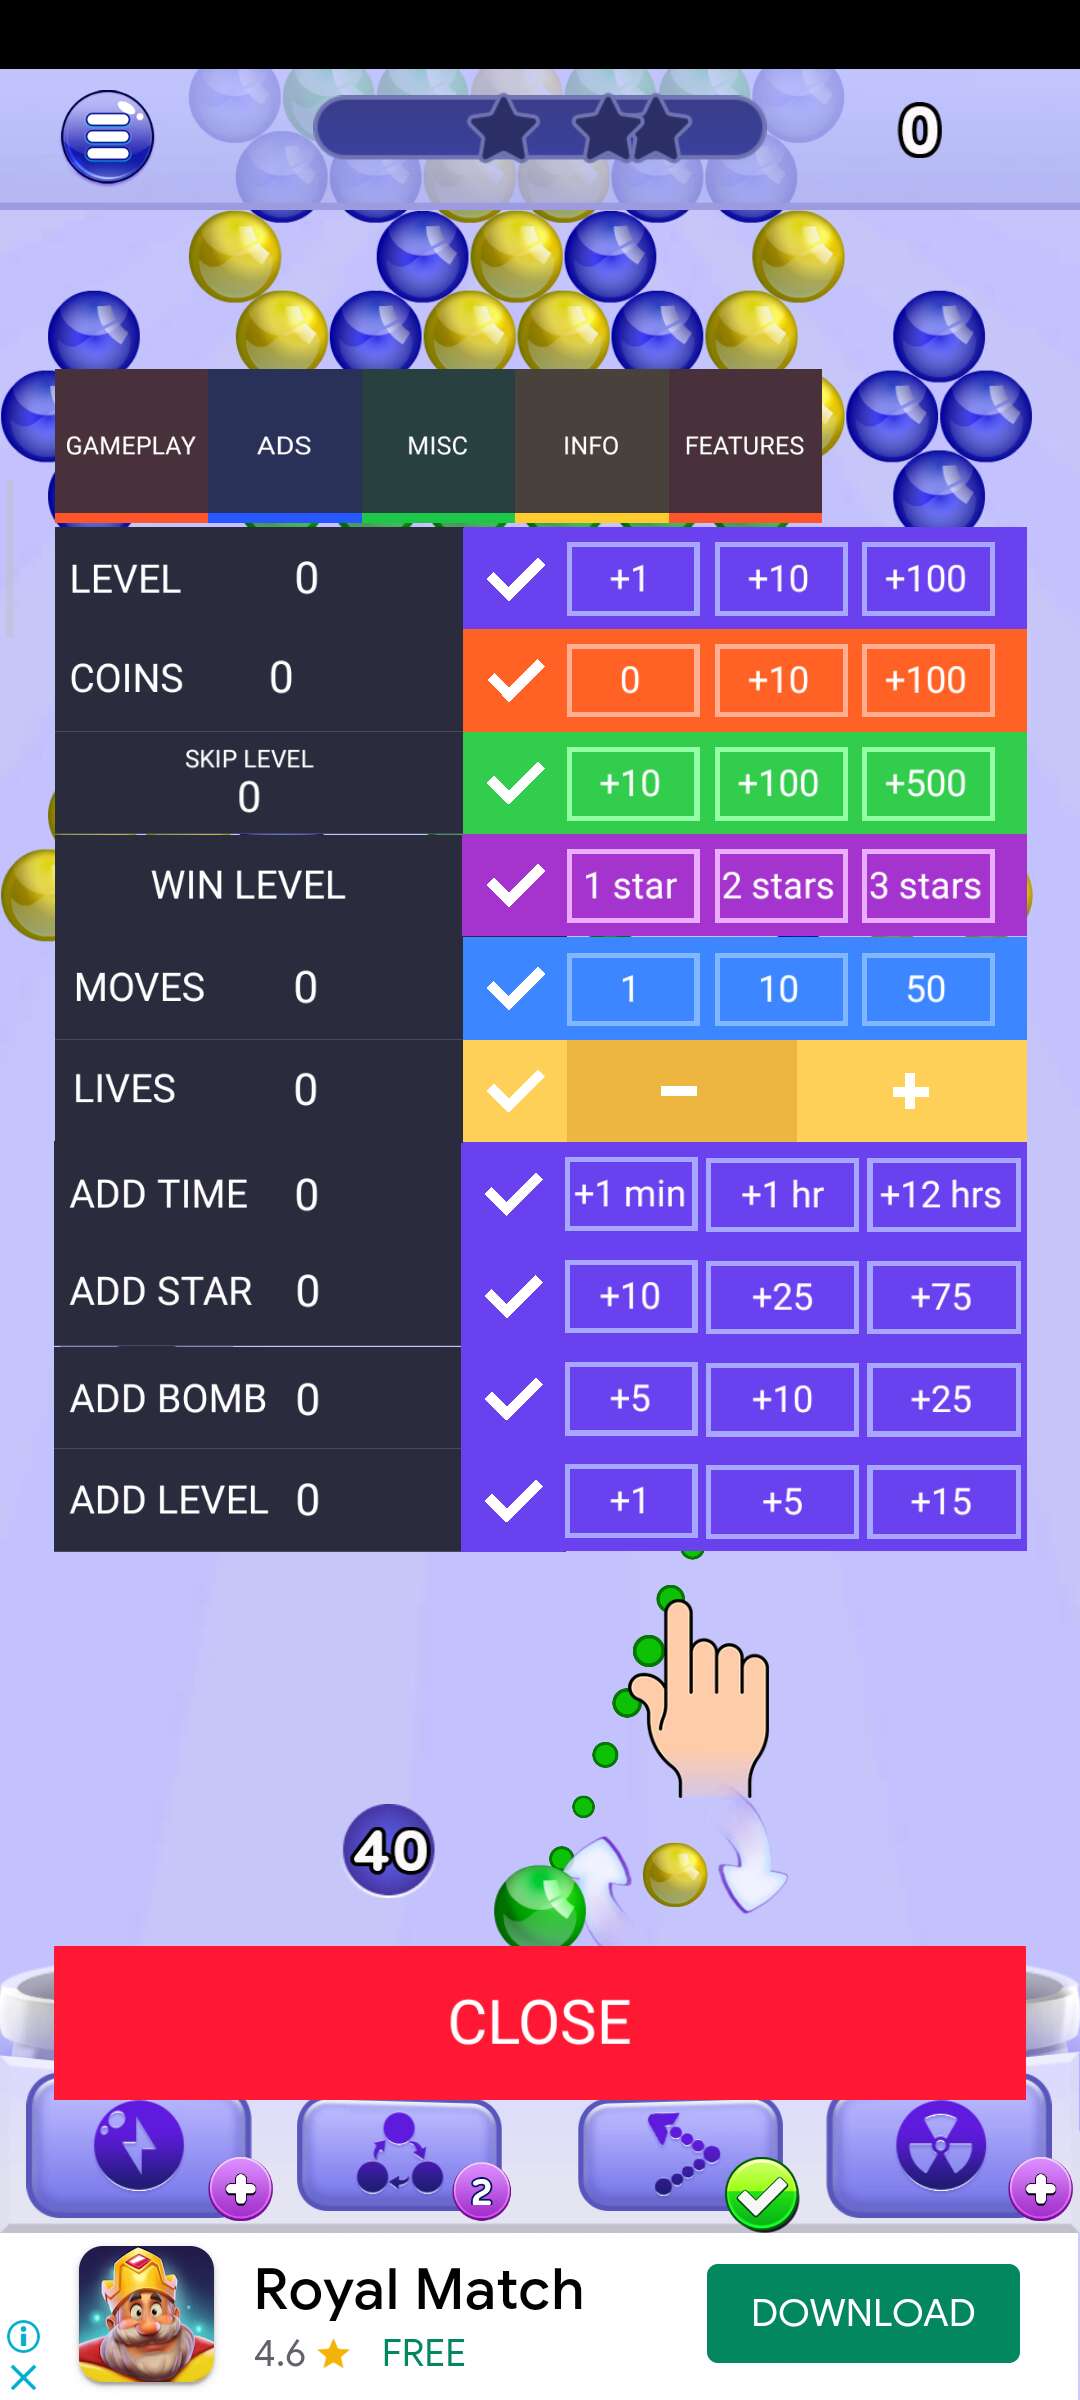 0
GAMEPLAY ADS MISC INFO FEATURES
LEVEL 0 +1 +10 +100
COINS 0 0 +10 +100
SKIP LEVEL
0 +10 +100 +500
WIN LEVEL 1 star 2 stars 3 stars
MOVES 0 1 10 50
LIVES 0 − +
ADD TIME 0 +1 min +1 hr +12 hrs
ADD STAR 0 +10 +25 +75
ADD BOMB 0 +5 +10 +25
ADD LEVEL 0 +1 +5 +15
40
CLOSE
+ 2 +
Royal Match
4.6 FREE
DOWNLOAD